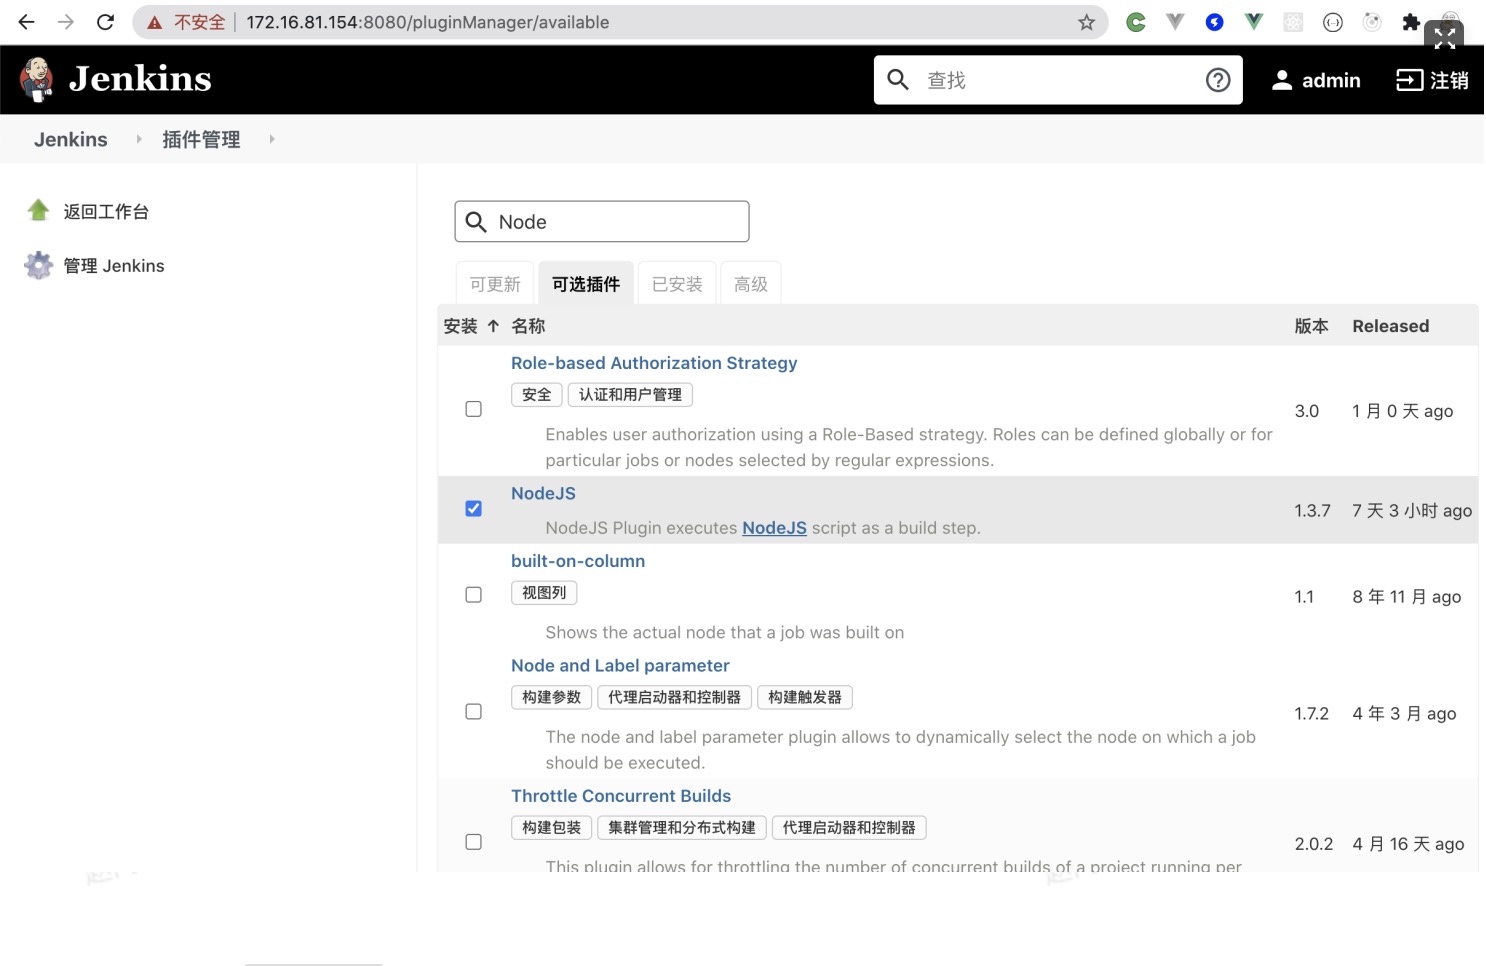 不安全 172.16.81.154:8080/pluginManager/available
Jenkins 查找 admin 注销
Jenkins 插件管理
返回工作台
管理 Jenkins
Node
可更新 可选插件 已安装 高级
安装 ↑ 名称 版本 Released
Role-based Authorization Strategy
安全 认证和用户管理
3.0 1 月 0 天 ago
Enables user authorization using a Role-Based strategy. Roles can be defined globally or for
particular jobs or nodes selected by regular expressions.
NodeJS
1.3.7 7 天 3 小时 ago
NodeJS Plugin executes NodeJS script as a build step.
built-on-column
视图列
1.1 8 年 11 月 ago
Shows the actual node that a job was built on
Node and Label parameter
构建参数 代理启动器和控制器 构建触发器
1.7.2 4 年 3 月 ago
The node and label parameter plugin allows to dynamically select the node on which a job
should be executed.
Throttle Concurrent Builds
构建包装 集群管理和分布式构建 代理启动器和控制器
2.0.2 4 月 16 天 ago
This plugin allows for throttling the number of concurrent builds of a project running per